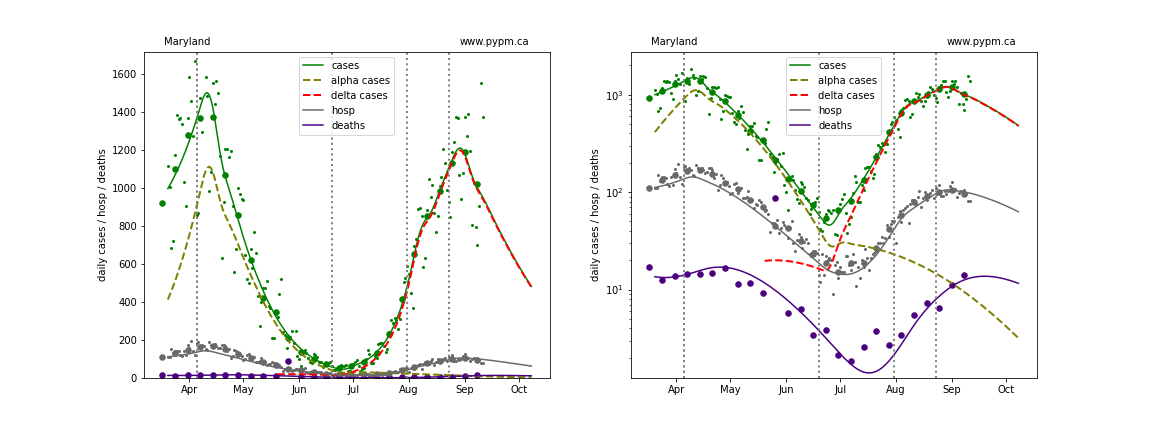 Maryland www.pypm.ca
daily cases / hosp / deaths
1600
1400
1200
1000
800
600
400
200
0
cases
alpha cases
delta cases
hosp
deaths
Apr May Jun Jul Aug Sep Oct
Maryland www.pypm.ca
daily cases / hosp / deaths
10³
10²
10¹
cases
alpha cases
delta cases
hosp
deaths
Apr May Jun Jul Aug Sep Oct